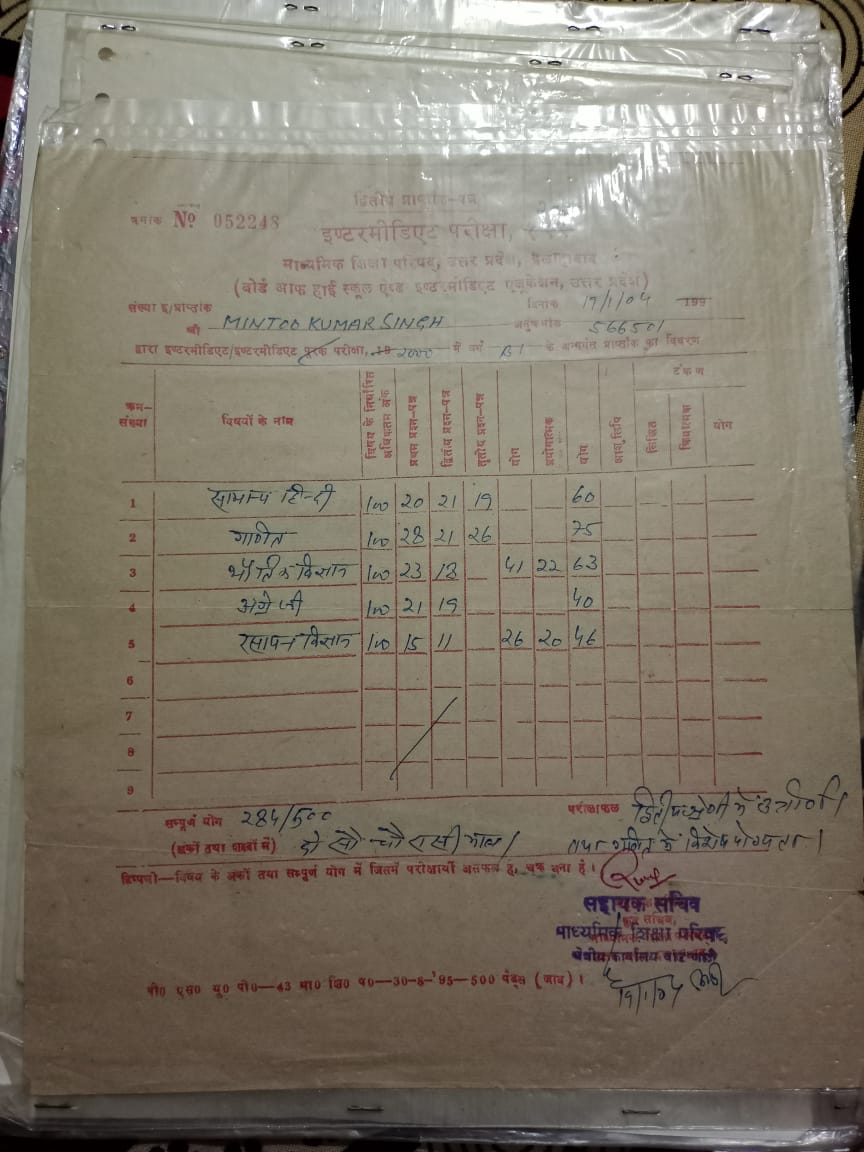 द्वितीय
क्रमांक № 052248
इण्टरमीडिएट परीक्षा,
माध्यमिक शिक्षा परिषद्, उत्तर प्रदेश, इलाहाबाद
(बोर्ड आफ हाई स्कूल एण्ड इण्टरमीडिएट एजूकेशन, उत्तर प्रदेश)
संख्या इ/प्राप्तांक दिनांक 19/1/04 199
श्री MINTOO KUMAR SINGH अनुक्रमांक 566501
द्वारा इण्टरमीडिएट/इण्टरमीडिएट पूरक परीक्षा, 19 2000 में वर्ग B1 के अन्तर्गत प्राप्तांक का विवरण
क्रम-संख्या विषयों के नाम विषय के निर्धारित अधिकतम अंक प्रथम प्रश्न-पत्र द्वितीय प्रश्न-पत्र तृतीय प्रश्न-पत्र योग प्रयोगात्मक योग आशुलिपि टंकण लिखित क्रियात्मक योग
1 सामान्य हिन्दी 100 20 21 19 60
2 गणित 100 28 21 26 75
3 भौतिक विज्ञान 100 23 18 41 22 63
4 अंग्रेजी 100 21 19 40
5 रसायन विज्ञान 100 15 11 26 20 46
6
7
8
9
सम्पूर्ण योग 284/500 परीक्षाफल द्वितीय श्रेणी में उत्तीर्ण।
(अंकों तथा शब्दों में) दो सौ चौरासी मात्र। तथा गणित में विशेष योग्यता।
टिप्पणी—विषय के अंकों तथा सम्पूर्ण योग में जिसमें परीक्षार्थी असफल है, चक्र बना है।
सहायक सचिव
माध्यमिक शिक्षा परिषद्,
क्षेत्रीय कार्यालय वाराणसी
19/1/04
पी० एस० यू० पी०—43 मा० शि० प०—30-8-'95—500 पैड्स (जाब)।